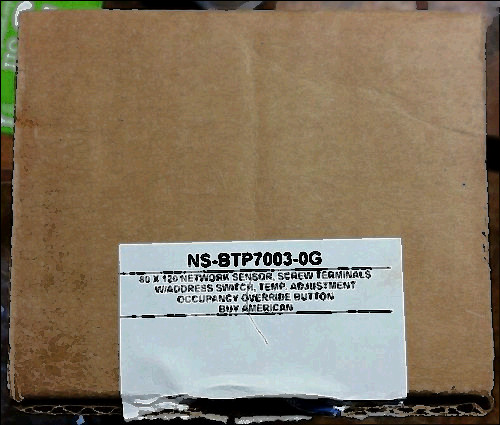 NS-BTP7003-0G
80 X 120 NETWORK SENSOR, SCREW TERMINALS
W/ADDRESS SWITCH, TEMP. ADJUSTMENT
OCCUPANCY OVERRIDE BUTTON
BUY AMERICAN